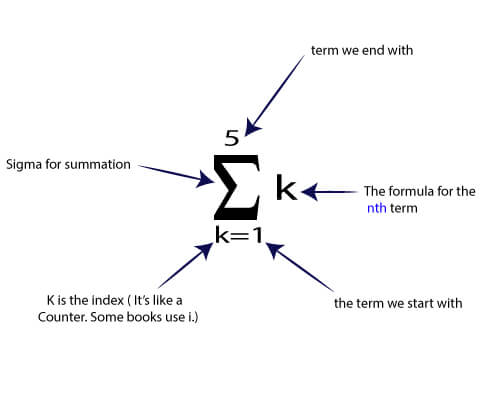 term we end with
5
Sigma for summation
∑ k
The formula for the
nth term
k=1
K is the index ( It's like a
Counter. Some books use i.)
the term we start with